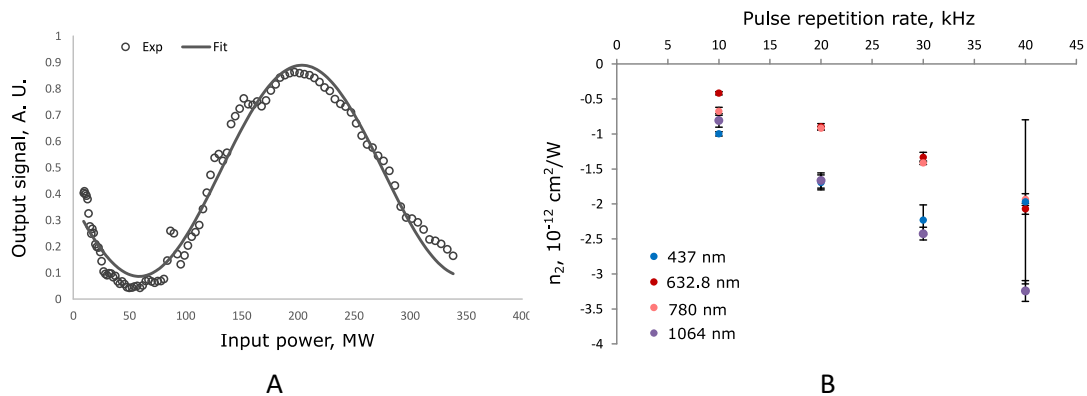 Output signal, A. U.
1
0.9
0.8
0.7
0.6
0.5
0.4
0.3
0.2
0.1
0
Exp Fit
0 50 100 150 200 250 300 350 400
Input power, MW
A
Pulse repetition rate, kHz
0 5 10 15 20 25 30 35 40 45
n₂, 10⁻¹² cm²/W
0
-0.5
-1
-1.5
-2
-2.5
-3
-3.5
-4
437 nm
632.8 nm
780 nm
1064 nm
B